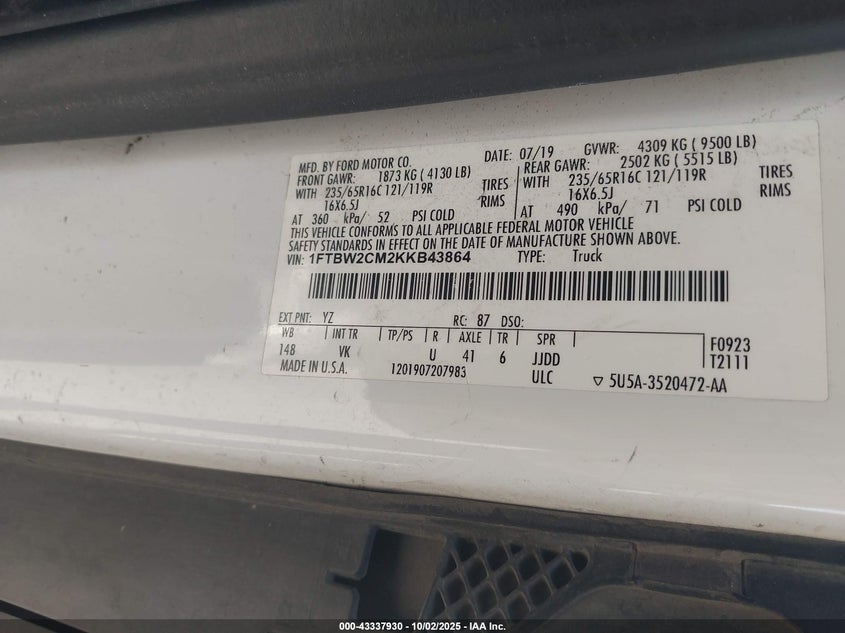 MFD. BY FORD MOTOR CO. DATE: 07/19 GVWR: 4309 KG ( 9500 LB)
FRONT GAWR: 1873 KG ( 4130 LB) REAR GAWR: 2502 KG ( 5515 LB)
WITH 235/65R16C 121/119R TIRES WITH 235/65R16C 121/119R TIRES
16X6.5J RIMS 16X6.5J RIMS
AT 360 kPa/ 52 PSI COLD AT 490 kPa/ 71 PSI COLD
THIS VEHICLE CONFORMS TO ALL APPLICABLE FEDERAL MOTOR VEHICLE
SAFETY STANDARDS IN EFFECT ON THE DATE OF MANUFACTURE SHOWN ABOVE.
VIN: 1FTBW2CM2KKB43864 TYPE: Truck
EXT PNT: YZ RC: 87 DSO:
WB INT TR TP/PS R AXLE TR SPR F0923
148 VK U 41 6 JJDD T2111
MADE IN U.S.A. 1201907207983 ULC ▽ 5U5A-3520472-AA
000-43337930 - 10/02/2025 - IAA Inc.